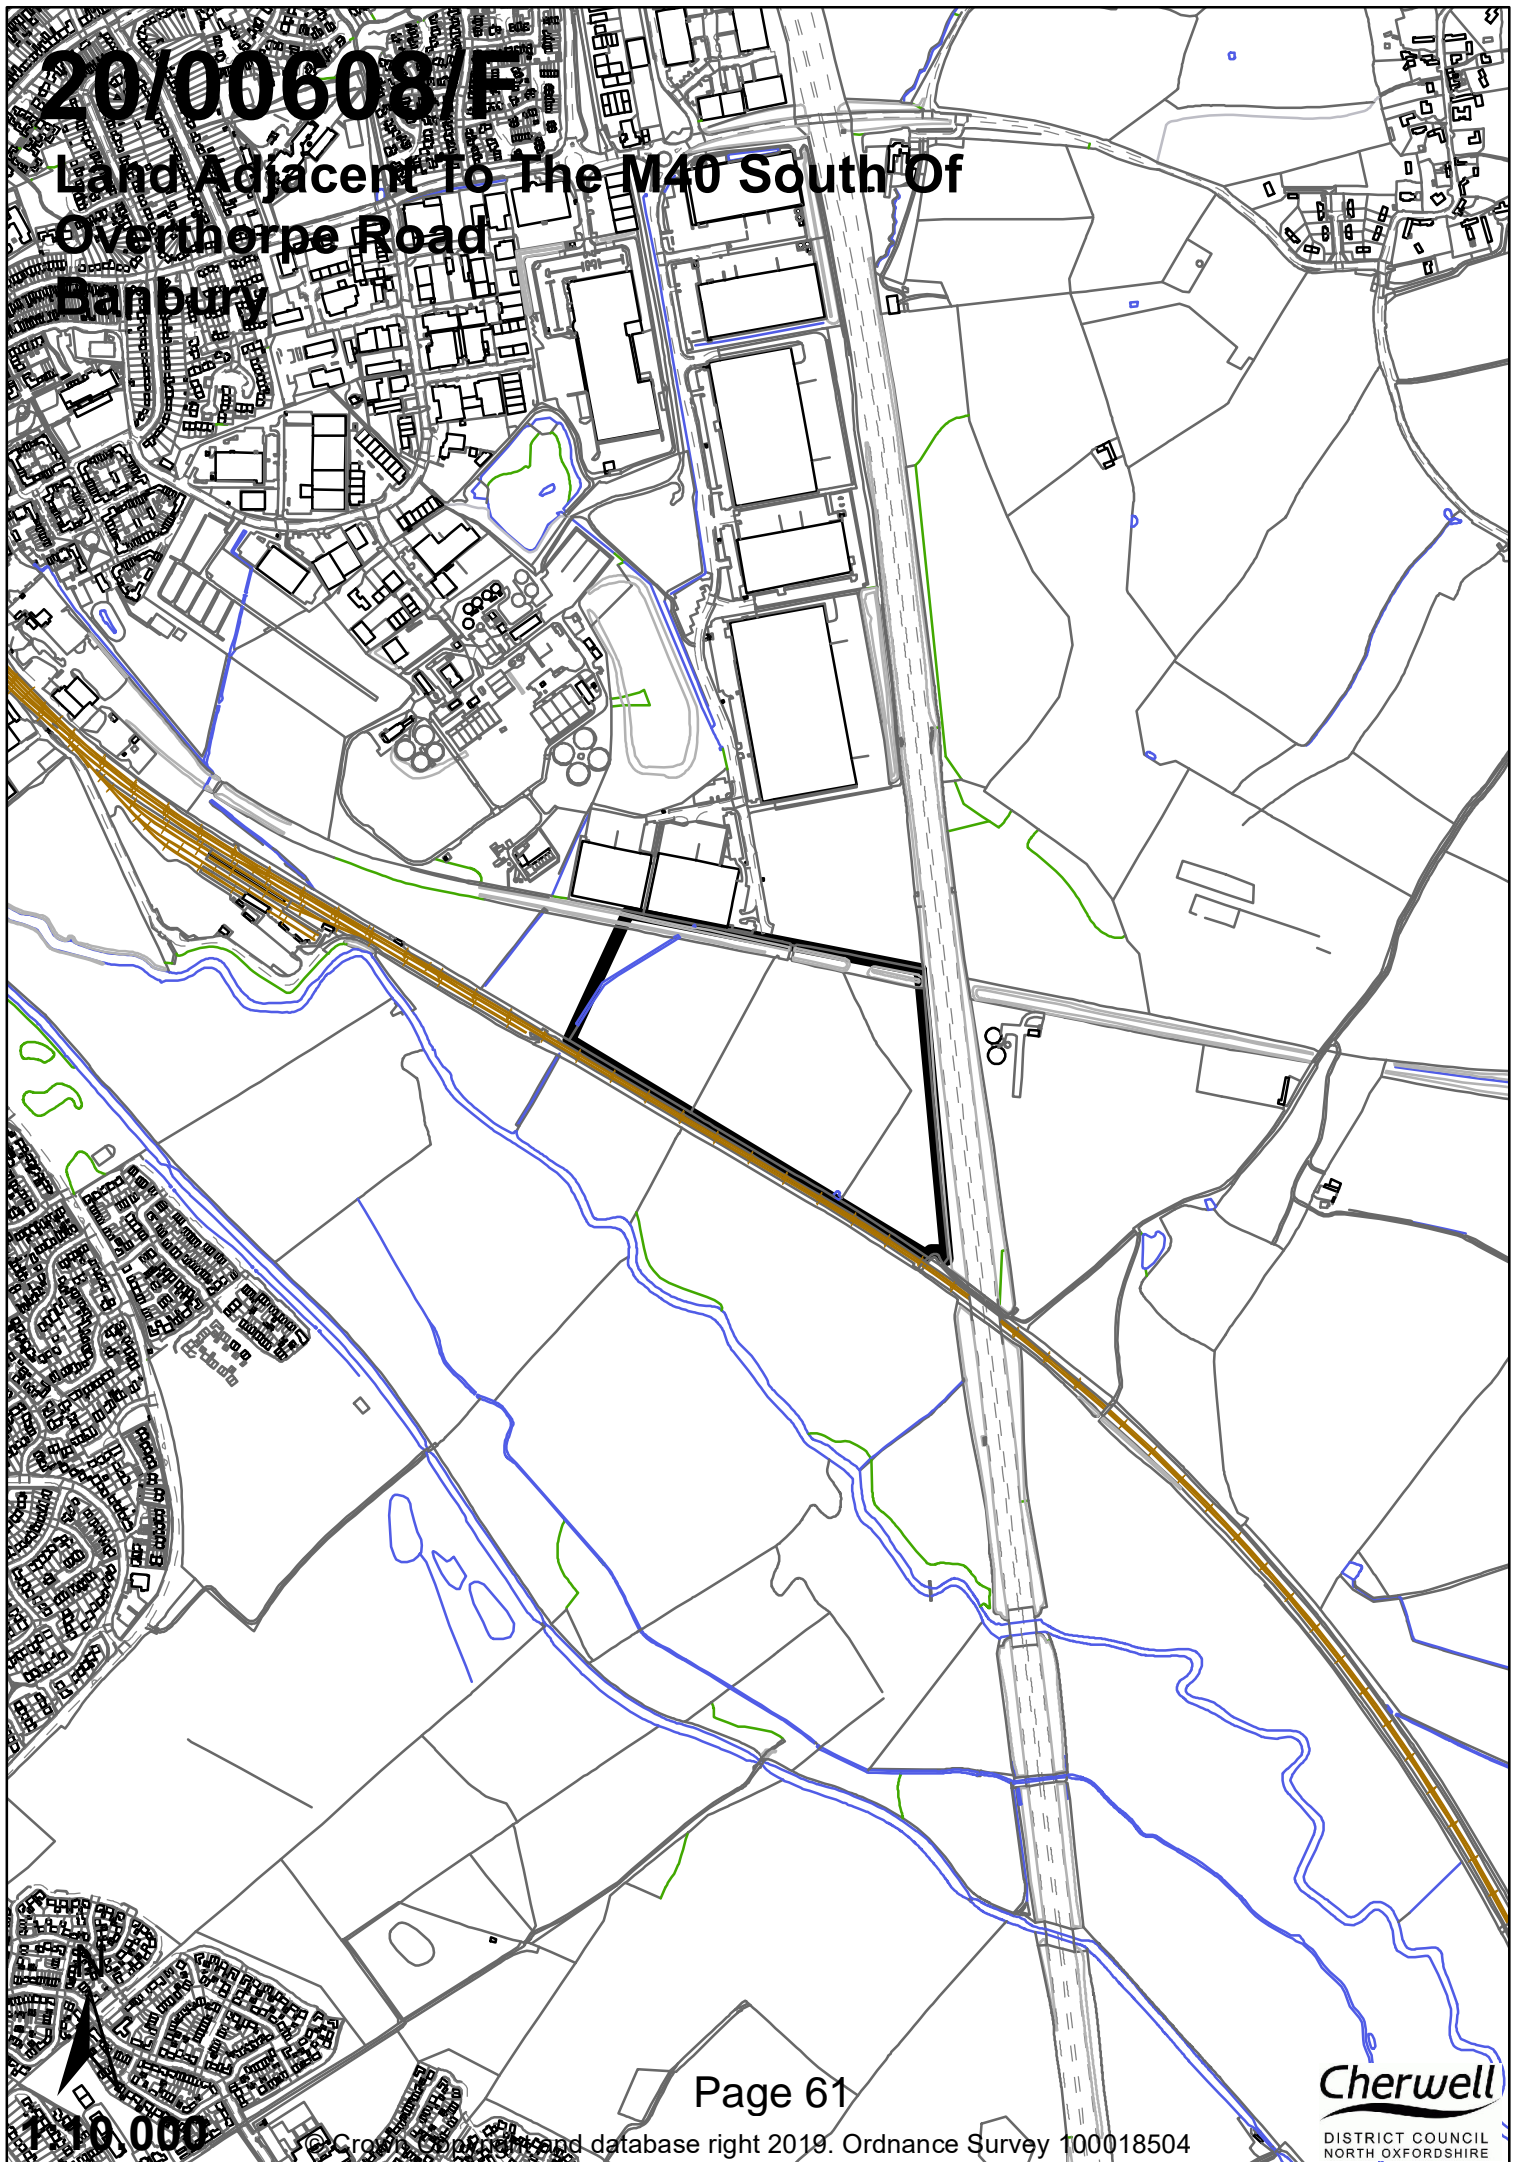 20/00608/F
Land Adjacent To The M40 South Of
Overthorpe Road
Banbury
N
1:10,000
Page 61
© Crown Copyright and database right 2019. Ordnance Survey 100018504
Cherwell
DISTRICT COUNCIL
NORTH OXFORDSHIRE